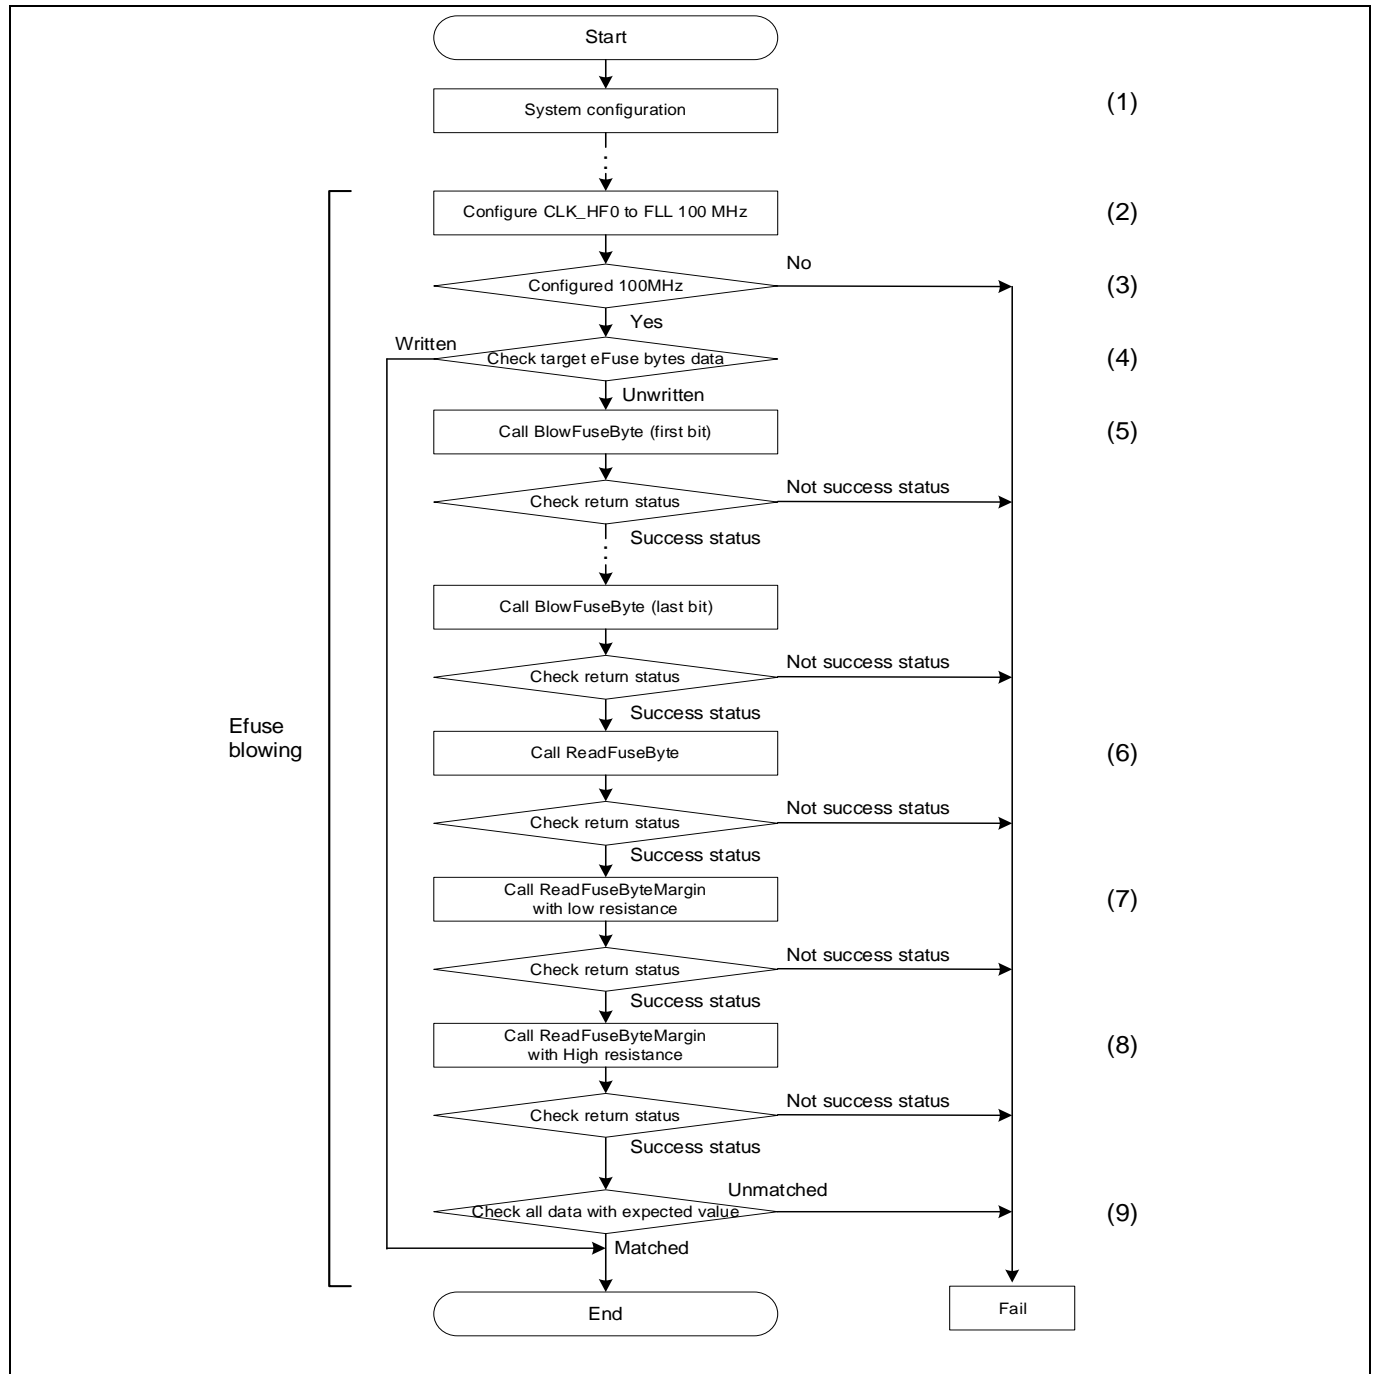 Start
System configuration
(1)
Configure CLK_HF0 to FLL 100 MHz
(2)
No
Configured 100MHz
(3)
Yes
Written
Check target eFuse bytes data
(4)
Unwritten
Call BlowFuseByte (first bit)
(5)
Not success status
Check return status
Success status
Call BlowFuseByte (last bit)
Not success status
Check return status
Success status
Efuse
blowing
Call ReadFuseByte
(6)
Not success status
Check return status
Success status
Call ReadFuseByteMargin
with low resistance
(7)
Not success status
Check return status
Success status
Call ReadFuseByteMargin
with High resistance
(8)
Not success status
Check return status
Success status
Unmatched
Check all data with expected value
(9)
Matched
End
Fail